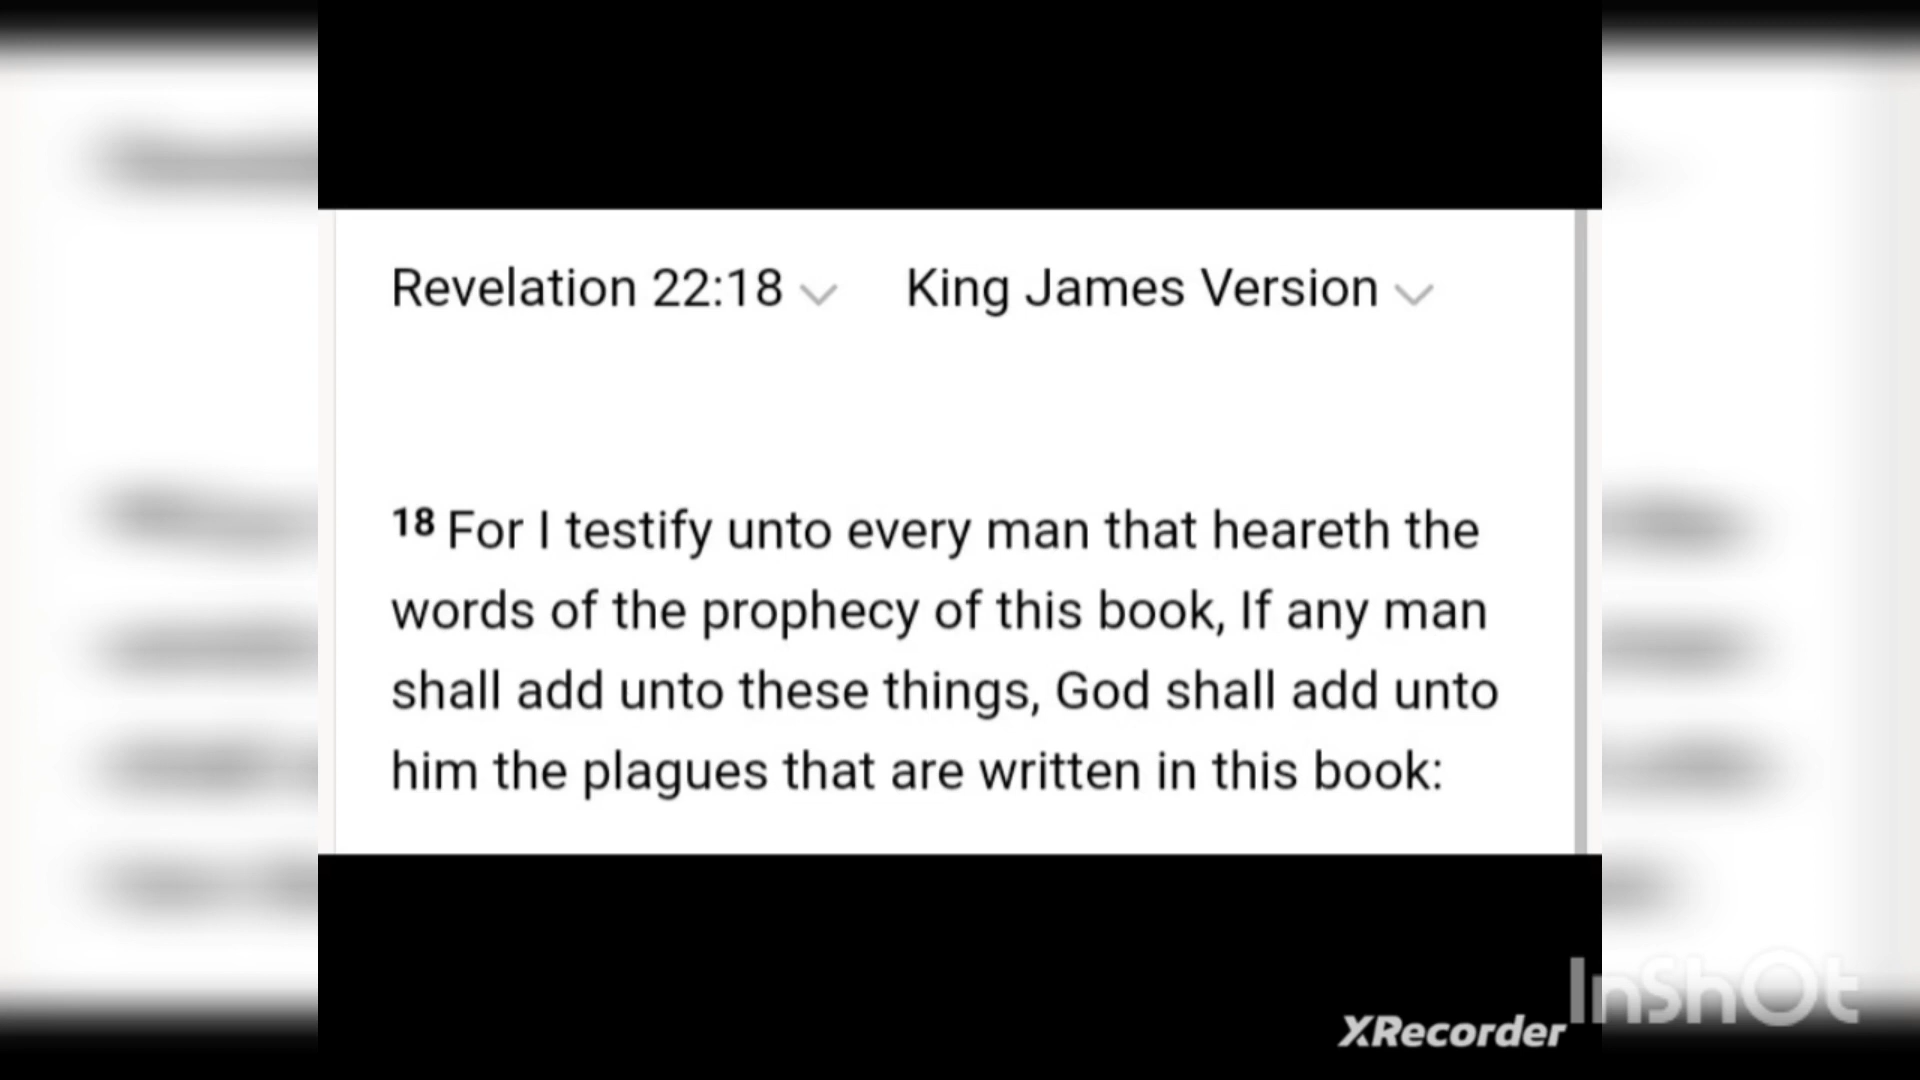 Revelation 22:18 King James Version
18 For I testify unto every man that heareth the
words of the prophecy of this book, If any man
shall add unto these things, God shall add unto
him the plagues that are written in this book:
InShOt
XRecorder